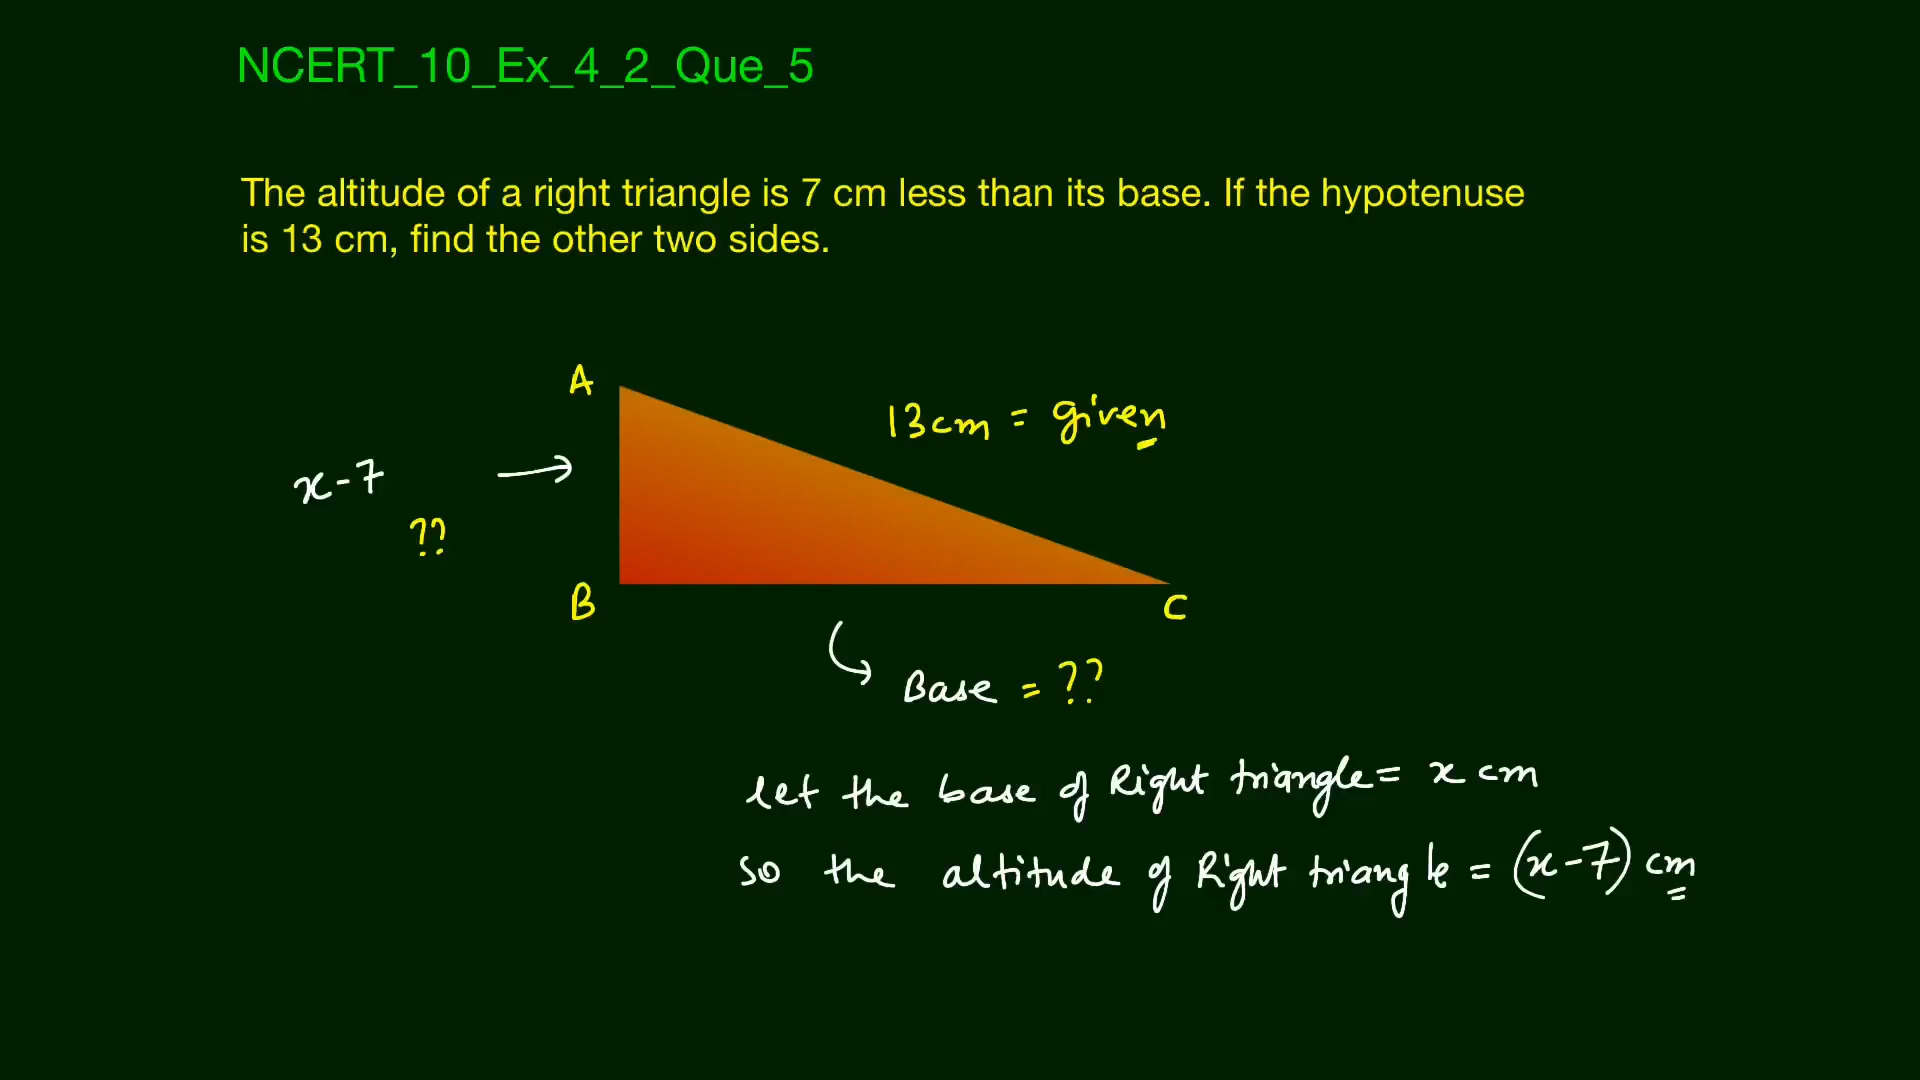 NCERT_10_Ex_4_2_Que_5
The altitude of a right triangle is 7 cm less than its base. If the hypotenuse
is 13 cm, find the other two sides.
A
13cm = given
x-7
??
B
C
Base = ??
let the base of Right triangle = x cm
so the altitude of Right triangle = (x-7) cm